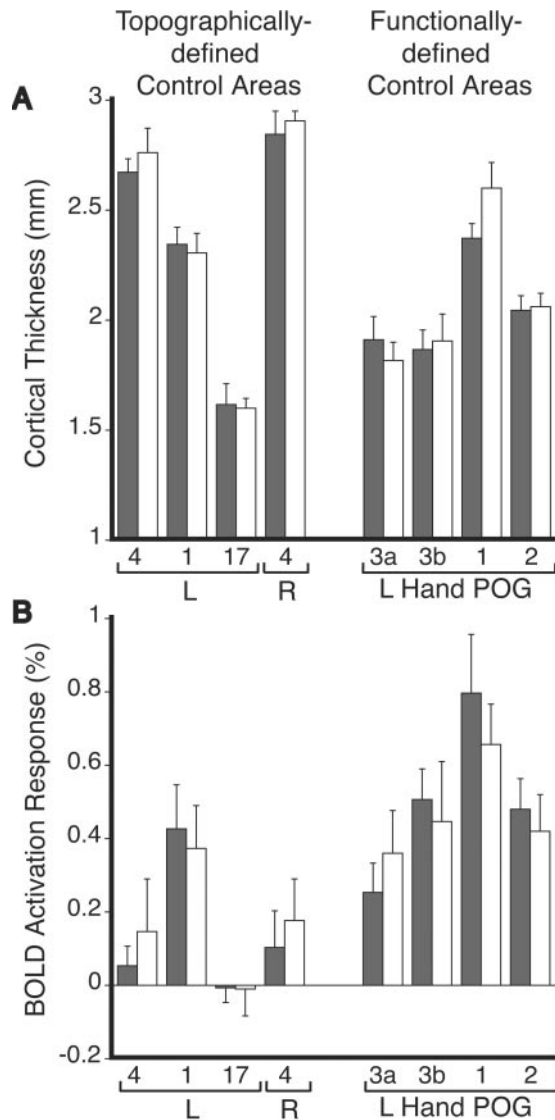 Topographically-
defined
Control Areas
Functionally-
defined
Control Areas
A
Cortical Thickness (mm)
3
2.5
2
1.5
1
4 1 17 4 3a 3b 1 2
L R L Hand POG
B
BOLD Activation Response (%)
1
0.8
0.6
0.4
0.2
0
-0.2
4 1 17 4 3a 3b 1 2
L R L Hand POG